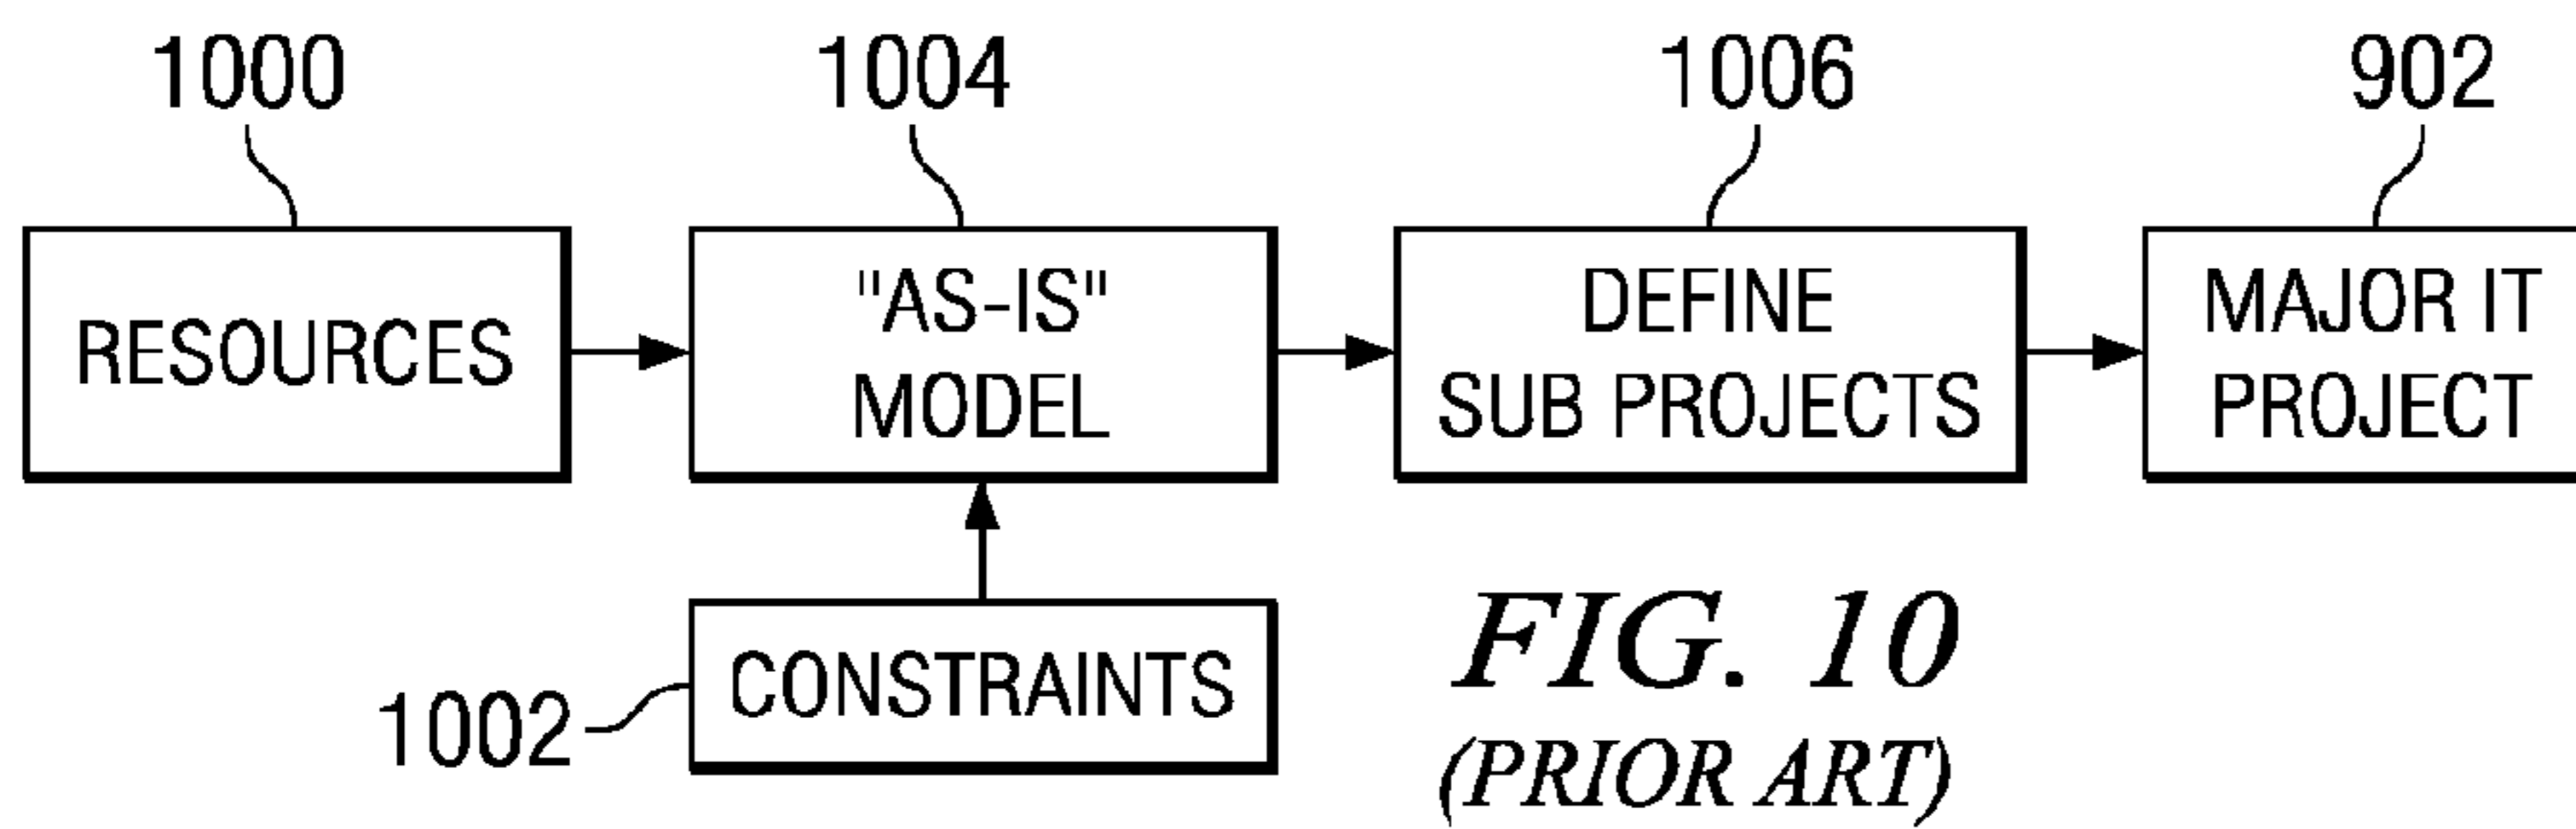 1000
1004
1006
902
RESOURCES
"AS-IS"
MODEL
DEFINE
SUB PROJECTS
MAJOR IT
PROJECT
CONSTRAINTS
1002
FIG. 10
(PRIOR ART)